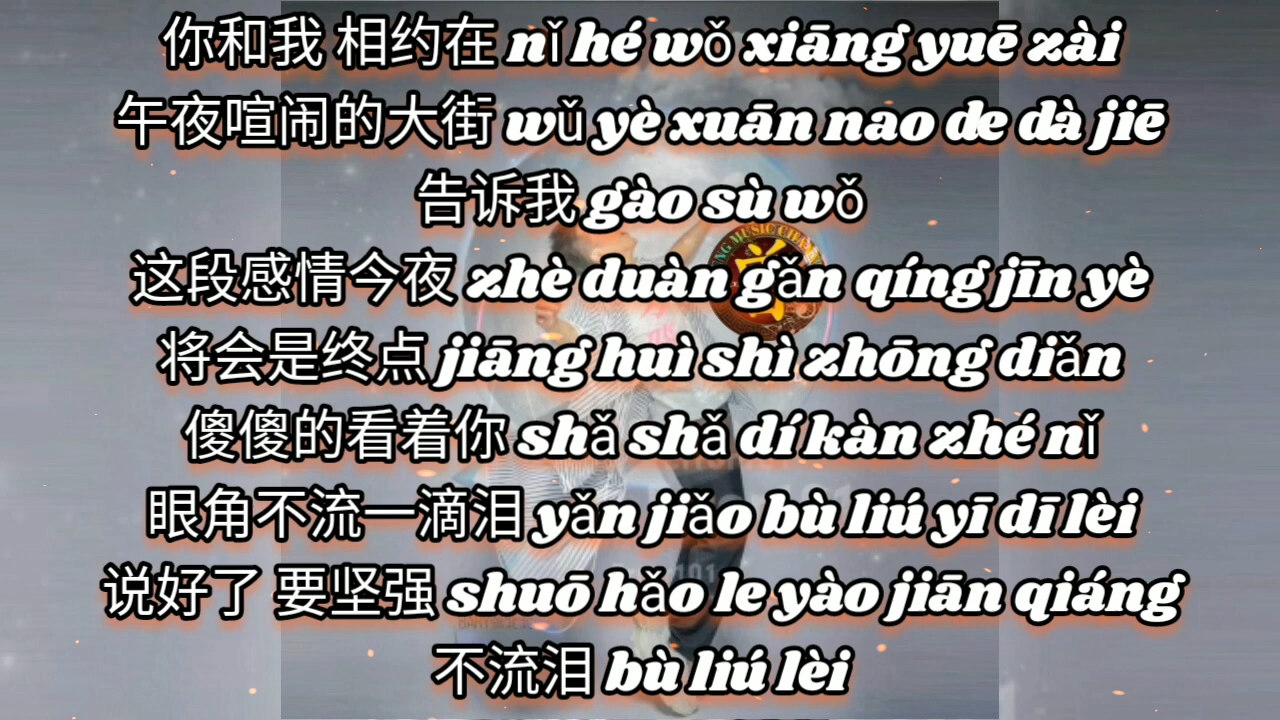 你和我 相约在 nǐ hé wǒ xiāng yuē zài
午夜喧闹的大街 wǔ yè xuān nao de dà jiē
告诉我 gào sù wǒ
这段感情今夜 zhè duàn gǎn qíng jīn yè
将会是终点 jiāng huì shì zhōng diǎn
傻傻的看着你 shǎ shǎ dí kàn zhé nǐ
眼角不流一滴泪 yǎn jiǎo bù liú yī dī lèi
说好了 要坚强 shuō hǎo le yào jiān qiáng
不流泪 bù liú lèi